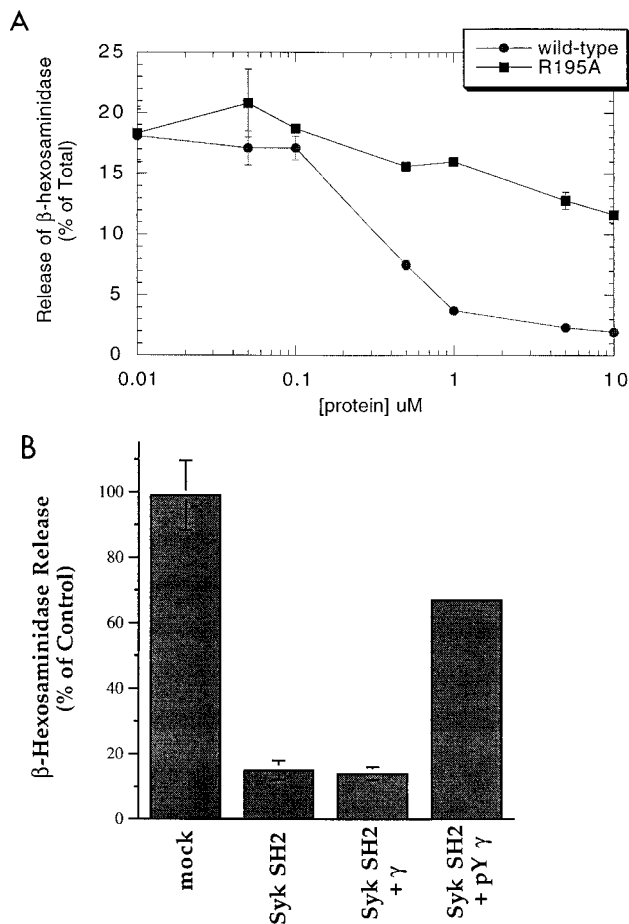 A
wild-type
R195A
Release of β-hexosaminidase
(% of Total)
25
20
15
10
5
0
0.01
0.1
1
10
[protein] uM
B
β-Hexosaminidase Release
(% of Control)
100
80
60
40
20
0
mock
Syk SH2
Syk SH2
+ γ
Syk SH2
+ pY γ